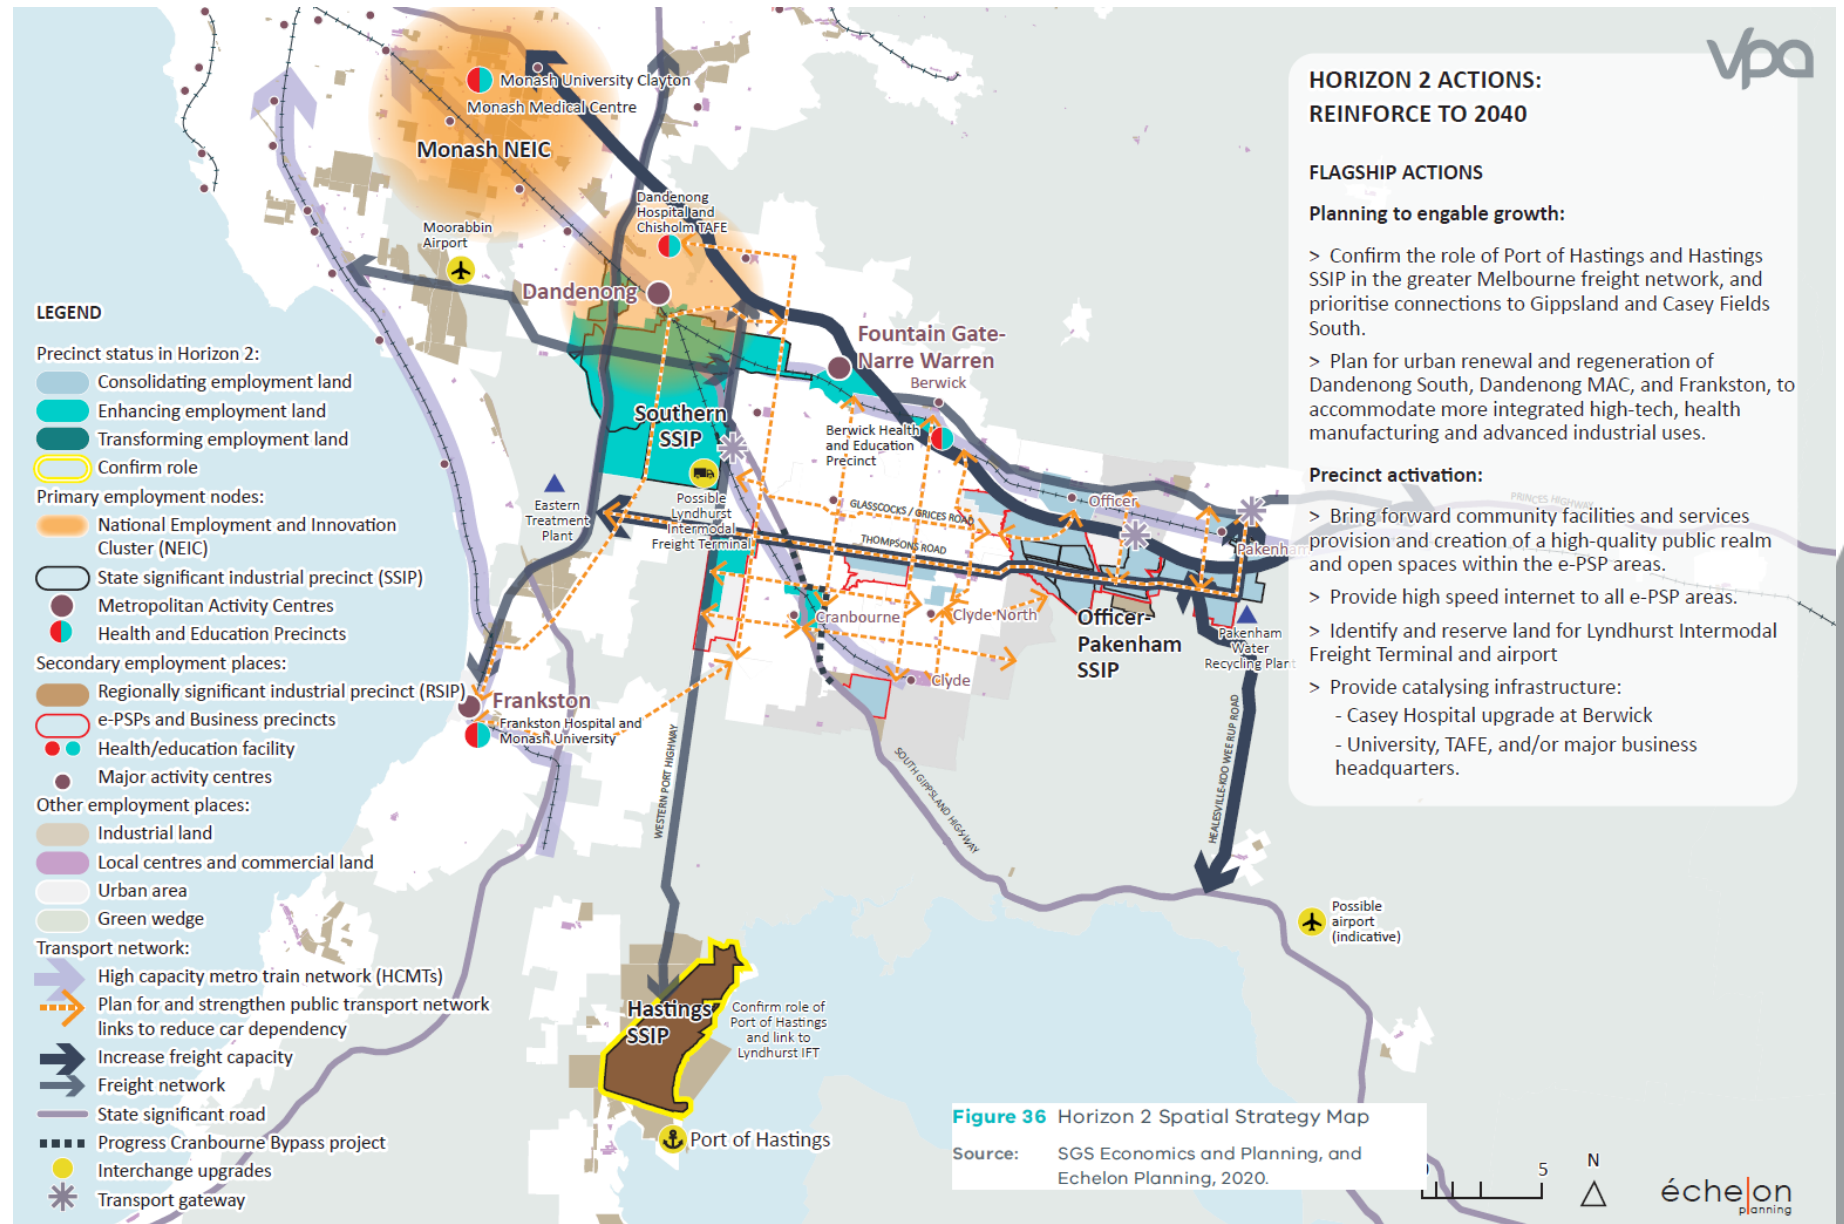 vpa
HORIZON 2 ACTIONS:
REINFORCE TO 2040
FLAGSHIP ACTIONS
Planning to engable growth:
> Confirm the role of Port of Hastings and Hastings
SSIP in the greater Melbourne freight network, and
prioritise connections to Gippsland and Casey Fields
South.
> Plan for urban renewal and regeneration of
Dandenong South, Dandenong MAC, and Frankston, to
accommodate more integrated high-tech, health
manufacturing and advanced industrial uses.
Precinct activation:
> Bring forward community facilities and services
provision and creation of a high-quality public realm
and open spaces within the e-PSP areas.
> Provide high speed internet to all e-PSP areas.
> Identify and reserve land for Lyndhurst Intermodal
Freight Terminal and airport
> Provide catalysing infrastructure:
- Casey Hospital upgrade at Berwick
- University, TAFE, and/or major business
headquarters.
LEGEND
Precinct status in Horizon 2:
Consolidating employment land
Enhancing employment land
Transforming employment land
Confirm role
Primary employment nodes:
National Employment and Innovation
Cluster (NEIC)
State significant industrial precinct (SSIP)
Metropolitan Activity Centres
Health and Education Precincts
Secondary employment places:
Regionally significant industrial precinct (RSIP)
e-PSPs and Business precincts
Health/education facility
Major activity centres
Other employment places:
Industrial land
Local centres and commercial land
Urban area
Green wedge
Transport network:
High capacity metro train network (HCMTs)
Plan for and strengthen public transport network
links to reduce car dependency
Increase freight capacity
Freight network
State significant road
Progress Cranbourne Bypass project
Interchange upgrades
Transport gateway
Monash University Clayton
Monash Medical Centre
Monash NEIC
Dandenong
Hospital and
Chisholm TAFE
Moorabbin
Airport
Dandenong
Fountain Gate-
Narre Warren
Berwick
Southern
SSIP
Berwick Health
and Education
Precinct
Eastern
Treatment
Plant
Possible
Lyndhurst
Intermodal
Freight Terminal
GLASSCOCKS / GRICES ROAD
THOMPSONS ROAD
Officer
PRINCES HIGHWAY
Pakenham
Cranbourne
Clyde North
Officer-
Pakenham
SSIP
Pakenham
Water
Recycling Plant
Clyde
Frankston
Frankston Hospital and
Monash University
WESTERN PORT HIGHWAY
SOUTH GIPPSLAND HIGHWAY
HEALESVILLE-KOO WEE RUP ROAD
Possible
airport
(indicative)
Hastings
SSIP
Confirm role of
Port of Hastings
and link to
Lyndhurst IFT
Port of Hastings
Figure 36 Horizon 2 Spatial Strategy Map
Source: SGS Economics and Planning, and
Echelon Planning, 2020.
5
N
échelon
planning